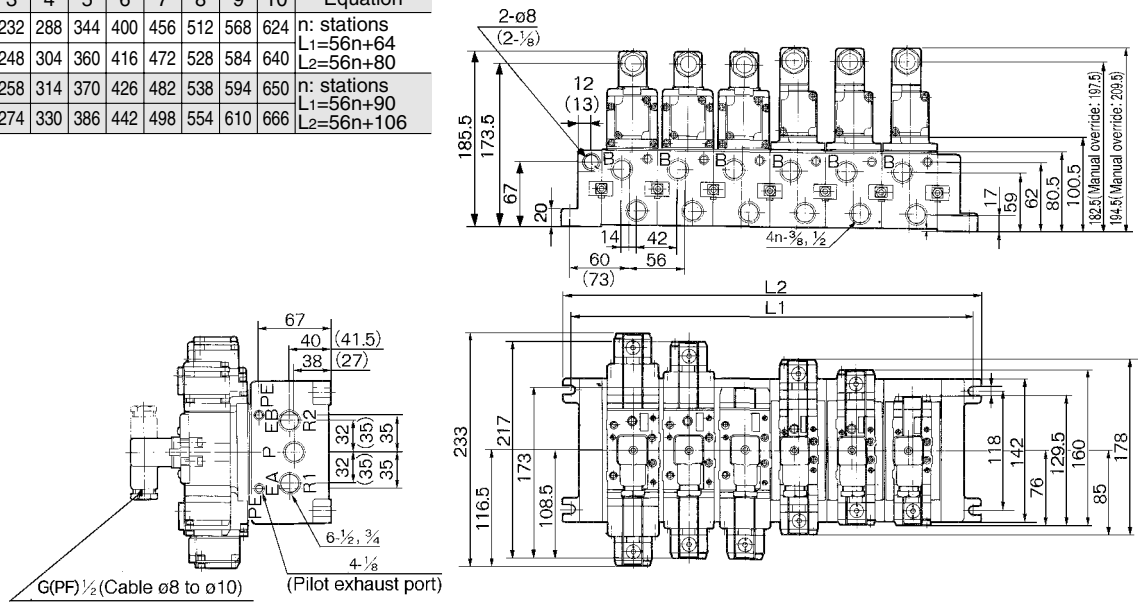 3 4 5 6 7 8 9 10 Equation
232 288 344 400 456 512 568 624 n: stations
L1=56n+64
248 304 360 416 472 528 584 640 L2=56n+80
258 314 370 426 482 538 594 650 n: stations
L1=56n+90
274 330 386 442 498 554 610 666 L2=56n+106
2-ø8
(2-⅛)
12
(13)
185.5
173.5
67
20
B B B B B B
14 42
60 56
(73)
4n-⅜, ½
17
59
62
80.5
100.5
182.5(Manual override: 197.5)
194.5(Manual override: 209.5)
L2
L1
67
40 (41.5)
38 (27)
PE
EB
R2
P
EA
R1
PE
32
(35)
35
32
(35)
35
6-½, ¾
4-⅛
(Pilot exhaust port)
G(PF)½(Cable ø8 to ø10)
233
116.5
217
173
108.5
118
142
76
129.5
160
85
178